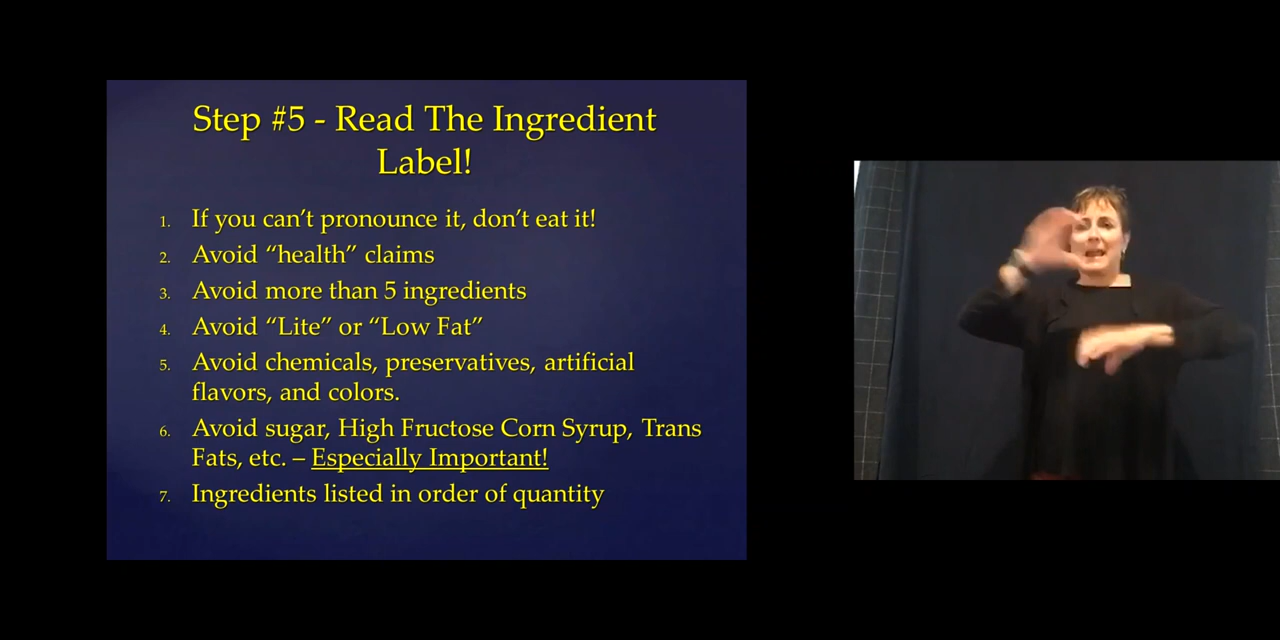 Step #5 - Read The Ingredient
Label!
1. If you can’t pronounce it, don’t eat it!
2. Avoid “health” claims
3. Avoid more than 5 ingredients
4. Avoid “Lite” or “Low Fat”
5. Avoid chemicals, preservatives, artificial
flavors, and colors.
6. Avoid sugar, High Fructose Corn Syrup, Trans
Fats, etc. – Especially Important!
7. Ingredients listed in order of quantity